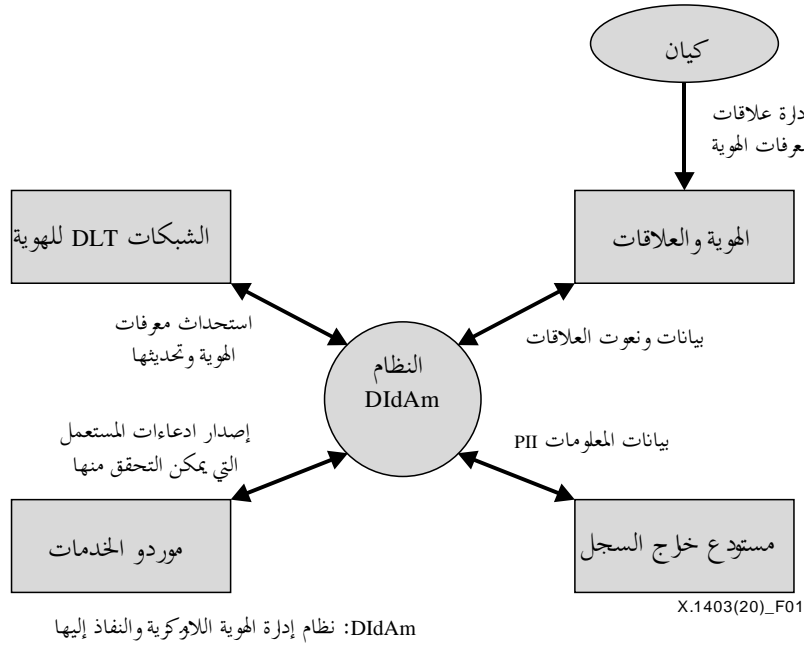 كيان
دارة علاقات
معرفات الهوية
الشبكات DLT للهوية
الهوية والعلاقات
استحداث معرفات
الهوية وتحديثها
بيانات ونعوت العلاقات
النظام
DIdAm
إصدار ادعاءات المستعمل
التي يمكن التحقق منها
بيانات المعلومات PII
موردو الخدمات
مستودع خارج السجل
X.1403(20)_F01
DIdAm: نظام إدارة الهوية اللامركزية والنفاذ إليها